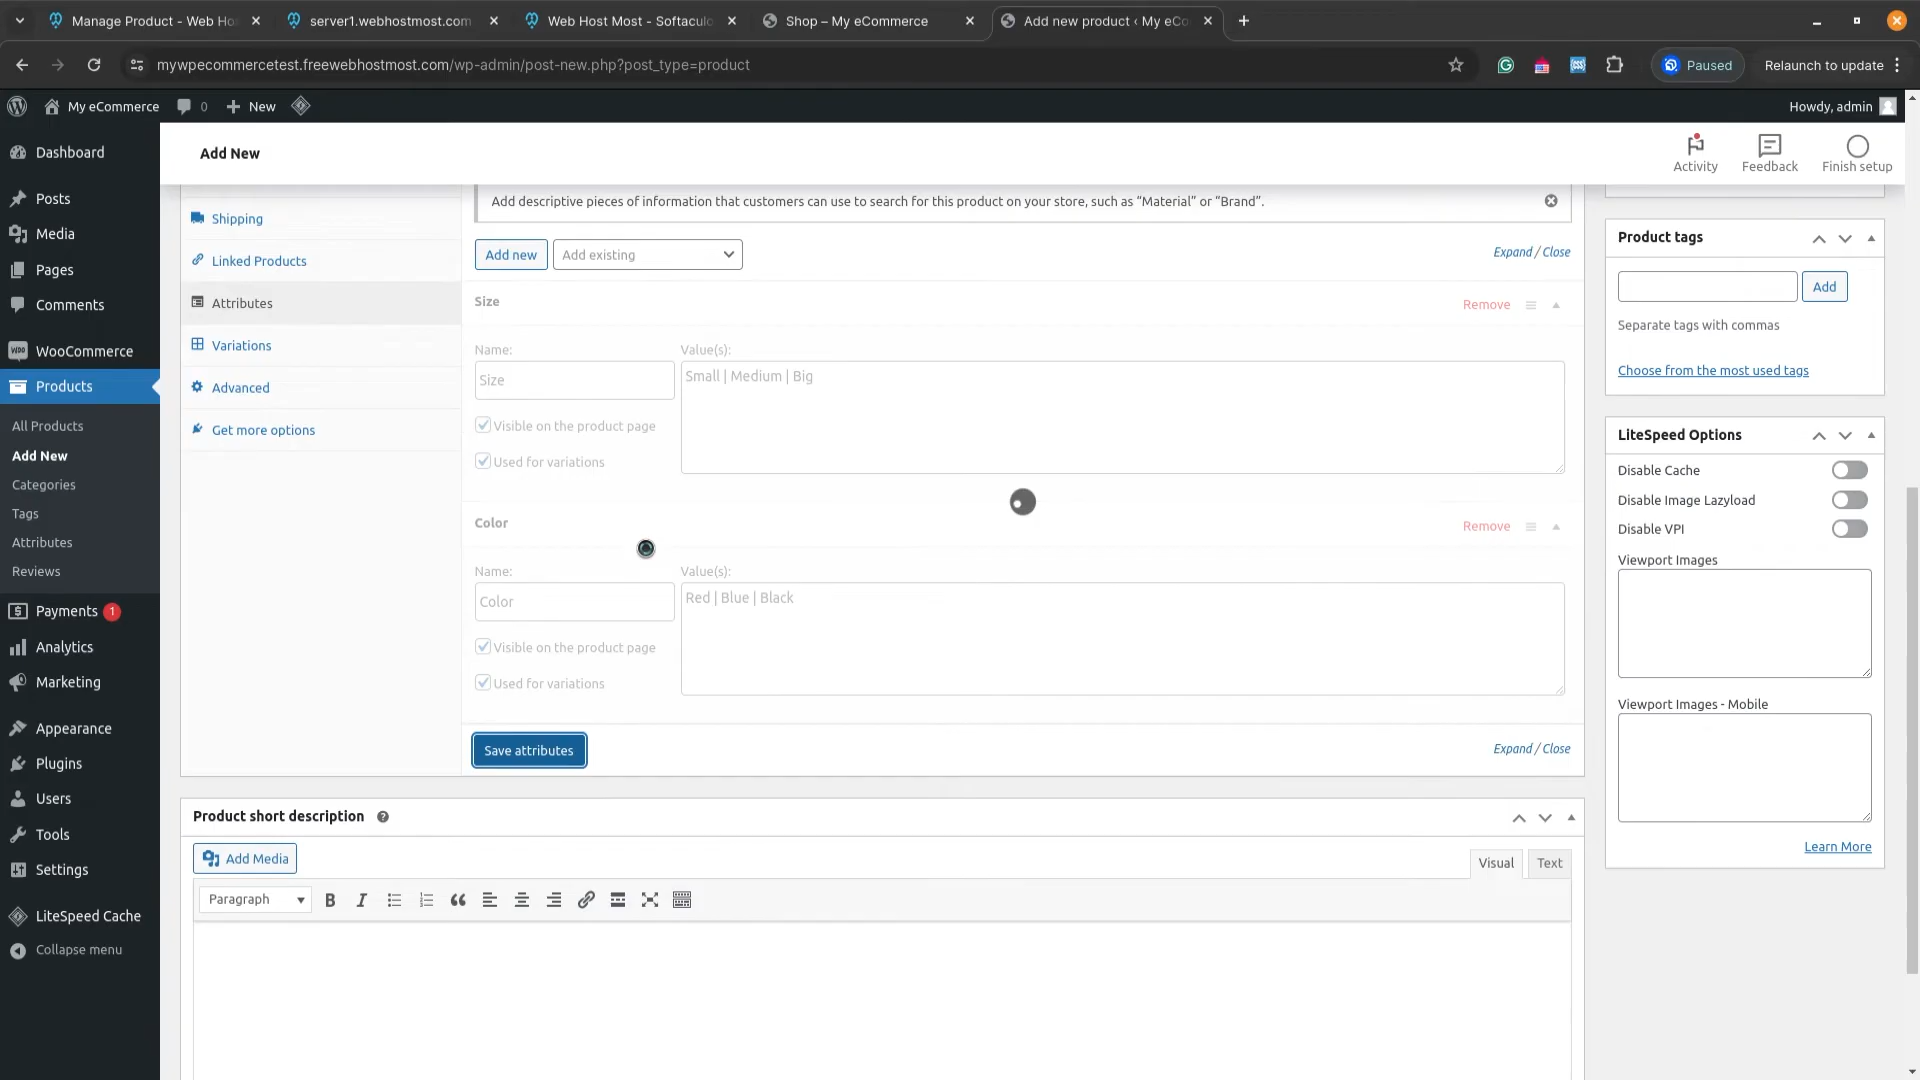 Manage Product - Web Ho
server1.webhostmost.com
Web Host Most - Softaculo
Shop – My eCommerce
Add new product ‹ My eCo
mywpecommercetest.freewebhostmost.com/wp-admin/post-new.php?post_type=product
Paused
Relaunch to update
My eCommerce
0
New
Howdy, admin
Dashboard
Posts
Media
Pages
Comments
WooCommerce
Products
All Products
Add New
Categories
Tags
Attributes
Reviews
Payments 1
Analytics
Marketing
Appearance
Plugins
Users
Tools
Settings
LiteSpeed Cache
Collapse menu
Add New
Activity
Feedback
Finish setup
Shipping
Linked Products
Attributes
Variations
Advanced
Get more options
Add descriptive pieces of information that customers can use to search for this product on your store, such as “Material” or “Brand”.
Add new
Add existing
Expand / Close
Size
Remove
Name:
Value(s):
Size
Small | Medium | Big
Visible on the product page
Used for variations
Color
Remove
Name:
Value(s):
Color
Red | Blue | Black
Visible on the product page
Used for variations
Save attributes
Expand / Close
Product short description
Add Media
Visual
Text
Paragraph
Product tags
Add
Separate tags with commas
Choose from the most used tags
LiteSpeed Options
Disable Cache
Disable Image Lazyload
Disable VPI
Viewport Images
Viewport Images - Mobile
Learn More